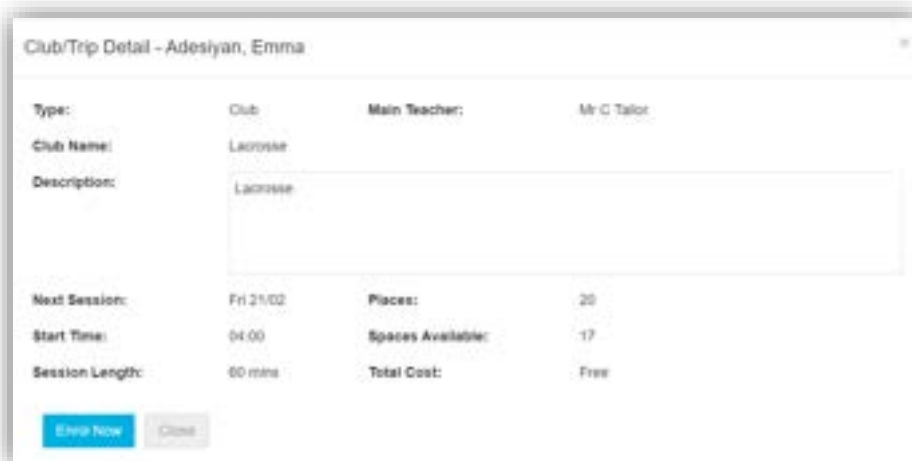 Club/Trip Detail - Adesiyan, Emma ×
Type: Club Main Teacher: Mr C Tailor
Club Name: Lacrosse
Description: Lacrosse
Next Session: Fri 21/02 Places: 20
Start Time: 04:00 Spaces Available: 17
Session Length: 60 mins Total Cost: Free
Enrol Now Close